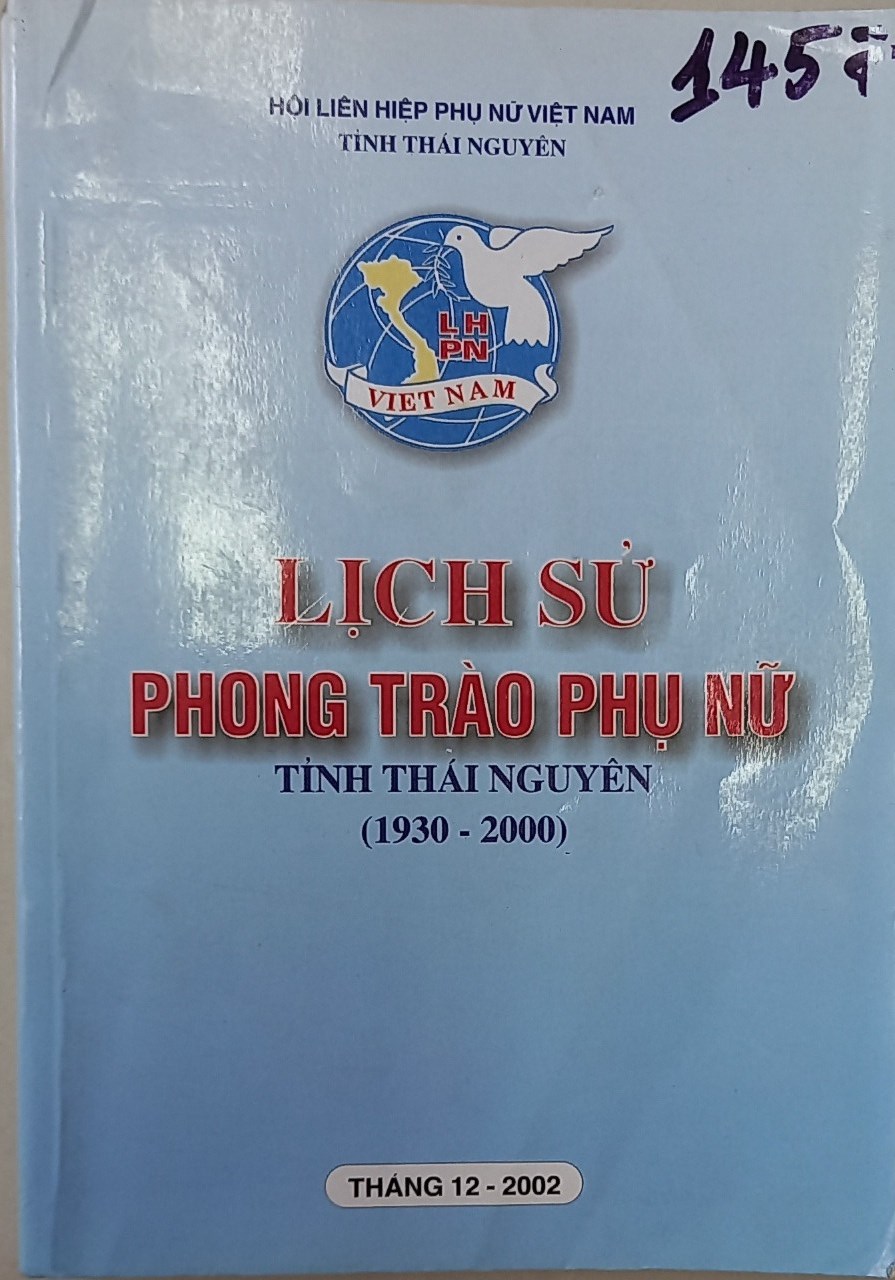 145
HỘI LIÊN HIỆP PHỤ NỮ VIỆT NAM
TỈNH THÁI NGUYÊN
LH
PN
VIET NAM
LỊCH SỬ
PHONG TRÀO PHỤ NỮ
TỈNH THÁI NGUYÊN
(1930 - 2000)
THÁNG 12 - 2002